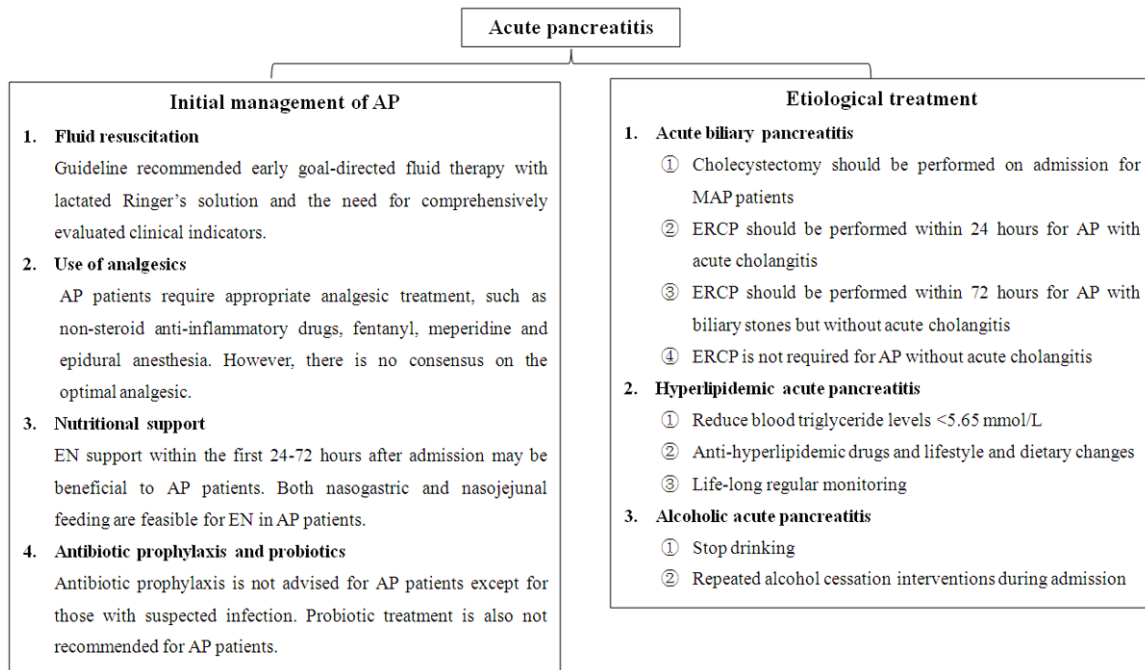 Acute pancreatitis
Initial management of AP
1. Fluid resuscitation
Guideline recommended early goal-directed fluid therapy with
lactated Ringer's solution and the need for comprehensively
evaluated clinical indicators.
2. Use of analgesics
AP patients require appropriate analgesic treatment, such as
non-steroid anti-inflammatory drugs, fentanyl, meperidine and
epidural anesthesia. However, there is no consensus on the
optimal analgesic.
3. Nutritional support
EN support within the first 24-72 hours after admission may be
beneficial to AP patients. Both nasogastric and nasojejunal
feeding are feasible for EN in AP patients.
4. Antibiotic prophylaxis and probiotics
Antibiotic prophylaxis is not advised for AP patients except for
those with suspected infection. Probiotic treatment is also not
recommended for AP patients.
Etiological treatment
1. Acute biliary pancreatitis
① Cholecystectomy should be performed on admission for
MAP patients
② ERCP should be performed within 24 hours for AP with
acute cholangitis
③ ERCP should be performed within 72 hours for AP with
biliary stones but without acute cholangitis
④ ERCP is not required for AP without acute cholangitis
2. Hyperlipidemic acute pancreatitis
① Reduce blood triglyceride levels <5.65 mmol/L
② Anti-hyperlipidemic drugs and lifestyle and dietary changes
③ Life-long regular monitoring
3. Alcoholic acute pancreatitis
① Stop drinking
② Repeated alcohol cessation interventions during admission